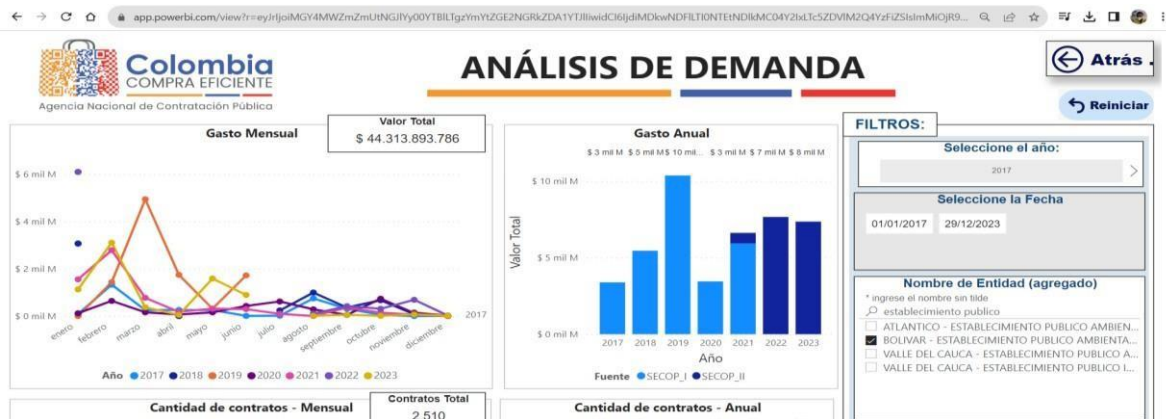 Colombia
COMPRA EFICIENTE
Agencia Nacional de Contratación Pública
ANÁLISIS DE DEMANDA
Atrás .
Reiniciar
Gasto Mensual
Valor Total
$ 44.313.893.786
$ 6 mil M
$ 4 mil M
$ 2 mil M
$ 0 mil M
enero
febrero
marzo
abril
mayo
junio
julio
agosto
septiembre
octubre
noviembre
diciembre
2017
Año 2017 2018 2019 2020 2021 2022 2023
Gasto Anual
$ 3 mil M $ 5 mil M $ 10 mil... $ 3 mil M $ 7 mil M $ 8 mil M
$ 10 mil M
$ 5 mil M
$ 0 mil M
Valor Total
2017 2018 2019 2020 2021 2022 2023
Año
Fuente SECOP_I SECOP_II
FILTROS:
Seleccione el año:
2017
Seleccione la Fecha
01/01/2017 29/12/2023
Nombre de Entidad (agregado)
* ingrese el nombre sin tilde
establecimiento publico
ATLANTICO - ESTABLECIMIENTO PUBLICO AMBIEN...
BOLIVAR - ESTABLECIMIENTO PUBLICO AMBIENTA...
VALLE DEL CAUCA - ESTABLECIMIENTO PUBLICO A...
VALLE DEL CAUCA - ESTABLECIMIENTO PUBLICO I...
Cantidad de contratos - Mensual
Contratos Total
2.510
Cantidad de contratos - Anual